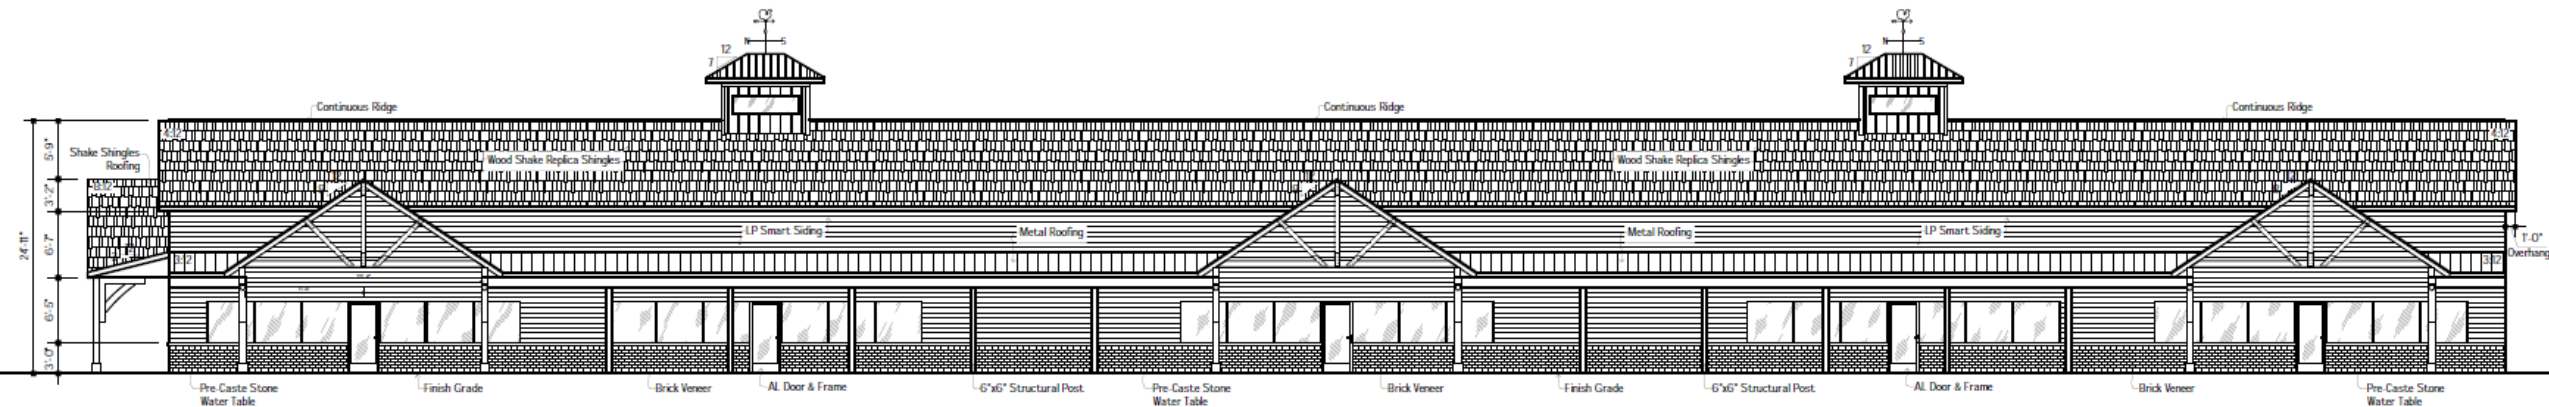 N S
N S
12
7
12
7
Continuous Ridge
Continuous Ridge
Continuous Ridge
4:12
4:12
5'-9"
Shake Shingles
Roofing
Wood Shake Replica Shingles
Wood Shake Replica Shingles
3'-2"
24'-11"
6'-7"
LP Smart Siding
Metal Roofing
Metal Roofing
LP Smart Siding
1'-0"
Overhang
3:12
3:12
6'-5"
3'-0"
Pre-Caste Stone
Water Table
Finish Grade
Brick Veneer
AL Door & Frame
6"x6" Structural Post
Pre-Caste Stone
Water Table
Brick Veneer
Finish Grade
6"x6" Structural Post
AL Door & Frame
Brick Veneer
Pre-Caste Stone
Water Table